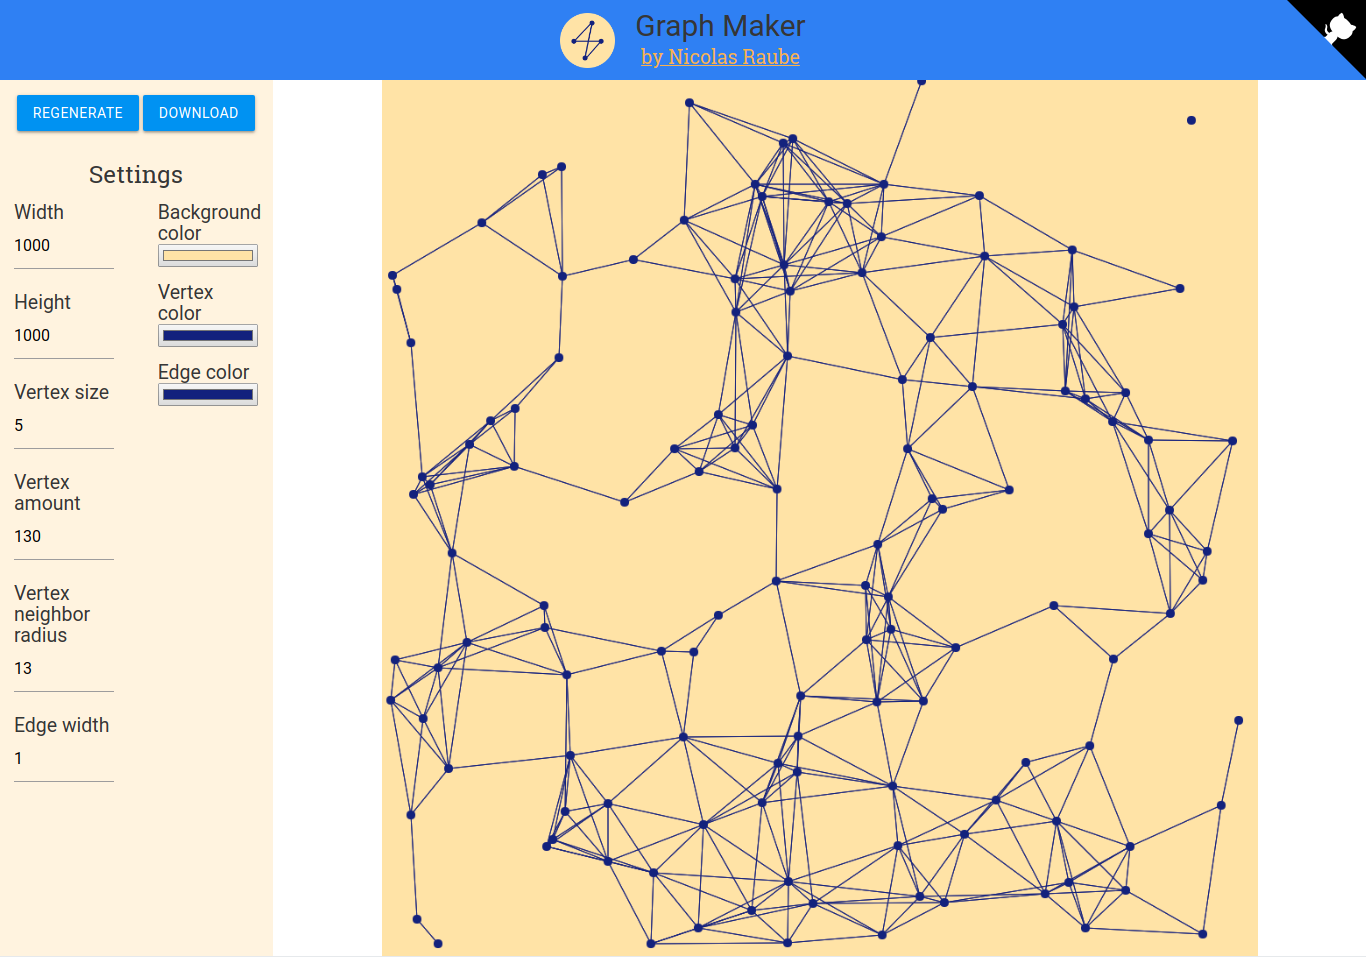 Graph Maker
by Nicolas Raube
REGENERATE
DOWNLOAD
Settings
Width
1000
Height
1000
Vertex size
5
Vertex
amount
130
Vertex
neighbor
radius
13
Edge width
1
Background
color
Vertex
color
Edge color